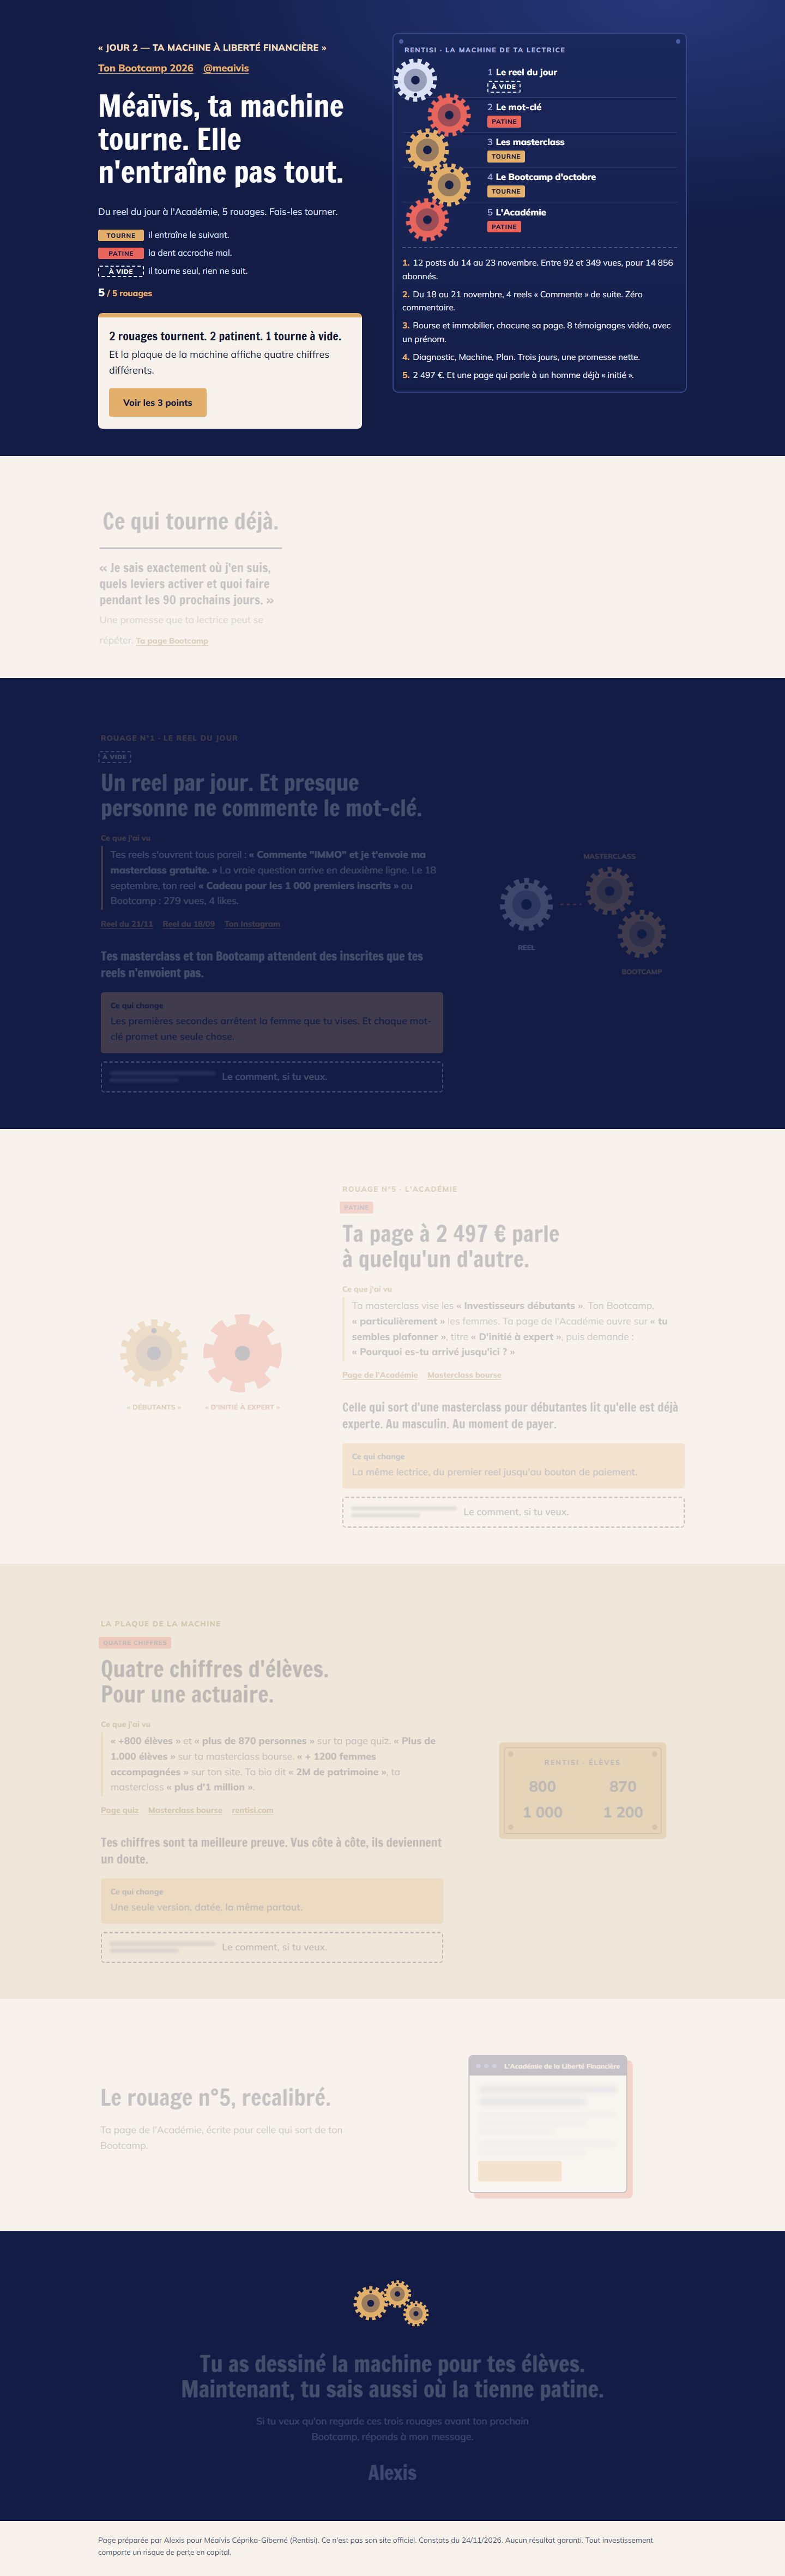 « JOUR 2 — TA MACHINE À LIBERTÉ FINANCIÈRE »
Ton Bootcamp 2026 @meaivis
Méaïvis, ta machine
tourne. Elle
n'entraîne pas tout.
Du reel du jour à l'Académie, 5 rouages. Fais-les tourner.
TOURNE il entraîne le suivant.
PATINE la dent accroche mal.
À VIDE il tourne seul, rien ne suit.
5 / 5 rouages
2 rouages tournent. 2 patinent. 1 tourne à vide.
Et la plaque de la machine affiche quatre chiffres
différents.
Voir les 3 points
RENTISI · LA MACHINE DE TA LECTRICE
1 Le reel du jour
À VIDE
2 Le mot-clé
PATINE
3 Les masterclass
TOURNE
4 Le Bootcamp d'octobre
TOURNE
5 L'Académie
PATINE
1. 12 posts du 14 au 23 novembre. Entre 92 et 349 vues, pour 14 856
abonnés.
2. Du 18 au 21 novembre, 4 reels « Commente » de suite. Zéro
commentaire.
3. Bourse et immobilier, chacune sa page. 8 témoignages vidéo, avec
un prénom.
4. Diagnostic, Machine, Plan. Trois jours, une promesse nette.
5. 2 497 €. Et une page qui parle à un homme déjà « initié ».
Ce qui tourne déjà.
« Je sais exactement où j'en suis,
quels leviers activer et quoi faire
pendant les 90 prochains jours. »
Une promesse que ta lectrice peut se
répéter. Ta page Bootcamp
ROUAGE N°1 · LE REEL DU JOUR
À VIDE
Un reel par jour. Et presque
personne ne commente le mot-clé.
Ce que j'ai vu
Tes reels s'ouvrent tous pareil : « Commente "IMMO" et je t'envoie ma
masterclass gratuite. » La vraie question arrive en deuxième ligne. Le 18
septembre, ton reel « Cadeau pour les 1 000 premiers inscrits » au
Bootcamp : 279 vues, 4 likes.
Reel du 21/11 Reel du 18/09 Ton Instagram
Tes masterclass et ton Bootcamp attendent des inscrites que tes
reels n'envoient pas.
Ce qui change
Les premières secondes arrêtent la femme que tu vises. Et chaque mot-
clé promet une seule chose.
Le comment, si tu veux.
MASTERCLASS
REEL
BOOTCAMP
ROUAGE N°5 · L'ACADÉMIE
PATINE
Ta page à 2 497 € parle
à quelqu'un d'autre.
Ce que j'ai vu
Ta masterclass vise les « Investisseurs débutants ». Ton Bootcamp,
« particulièrement » les femmes. Ta page de l'Académie ouvre sur « tu
sembles plafonner », titre « D'initié à expert », puis demande :
« Pourquoi es-tu arrivé jusqu'ici ? »
Page de l'Académie Masterclass bourse
Celle qui sort d'une masterclass pour débutantes lit qu'elle est déjà
experte. Au masculin. Au moment de payer.
Ce qui change
La même lectrice, du premier reel jusqu'au bouton de paiement.
Le comment, si tu veux.
« DÉBUTANTS »
« D'INITIÉ À EXPERT »
LA PLAQUE DE LA MACHINE
QUATRE CHIFFRES
Quatre chiffres d'élèves.
Pour une actuaire.
Ce que j'ai vu
« +800 élèves » et « plus de 870 personnes » sur ta page quiz. « Plus de
1.000 élèves » sur ta masterclass bourse. « + 1200 femmes
accompagnées » sur ton site. Ta bio dit « 2M de patrimoine », ta
masterclass « plus d'1 million ».
Page quiz Masterclass bourse rentisi.com
Tes chiffres sont ta meilleure preuve. Vus côte à côte, ils deviennent
un doute.
Ce qui change
Une seule version, datée, la même partout.
Le comment, si tu veux.
RENTISI · ÉLÈVES
800 870
1 000 1 200
Le rouage n°5, recalibré.
Ta page de l'Académie, écrite pour celle qui sort de ton
Bootcamp.
L'Académie de la Liberté Financière
Tu as dessiné la machine pour tes élèves.
Maintenant, tu sais aussi où la tienne patine.
Si tu veux qu'on regarde ces trois rouages avant ton prochain
Bootcamp, réponds à mon message.
Alexis
Page préparée par Alexis pour Méaïvis Céprika-Giberné (Rentisi). Ce n'est pas son site officiel. Constats du 24/11/2026. Aucun résultat garanti. Tout investissement
comporte un risque de perte en capital.